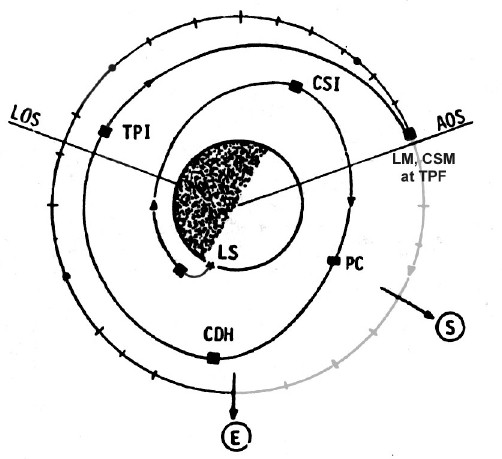 CSI
LOS
AOS
TPI
LM, CSM
at TPF
LS
PC
S
CDH
E